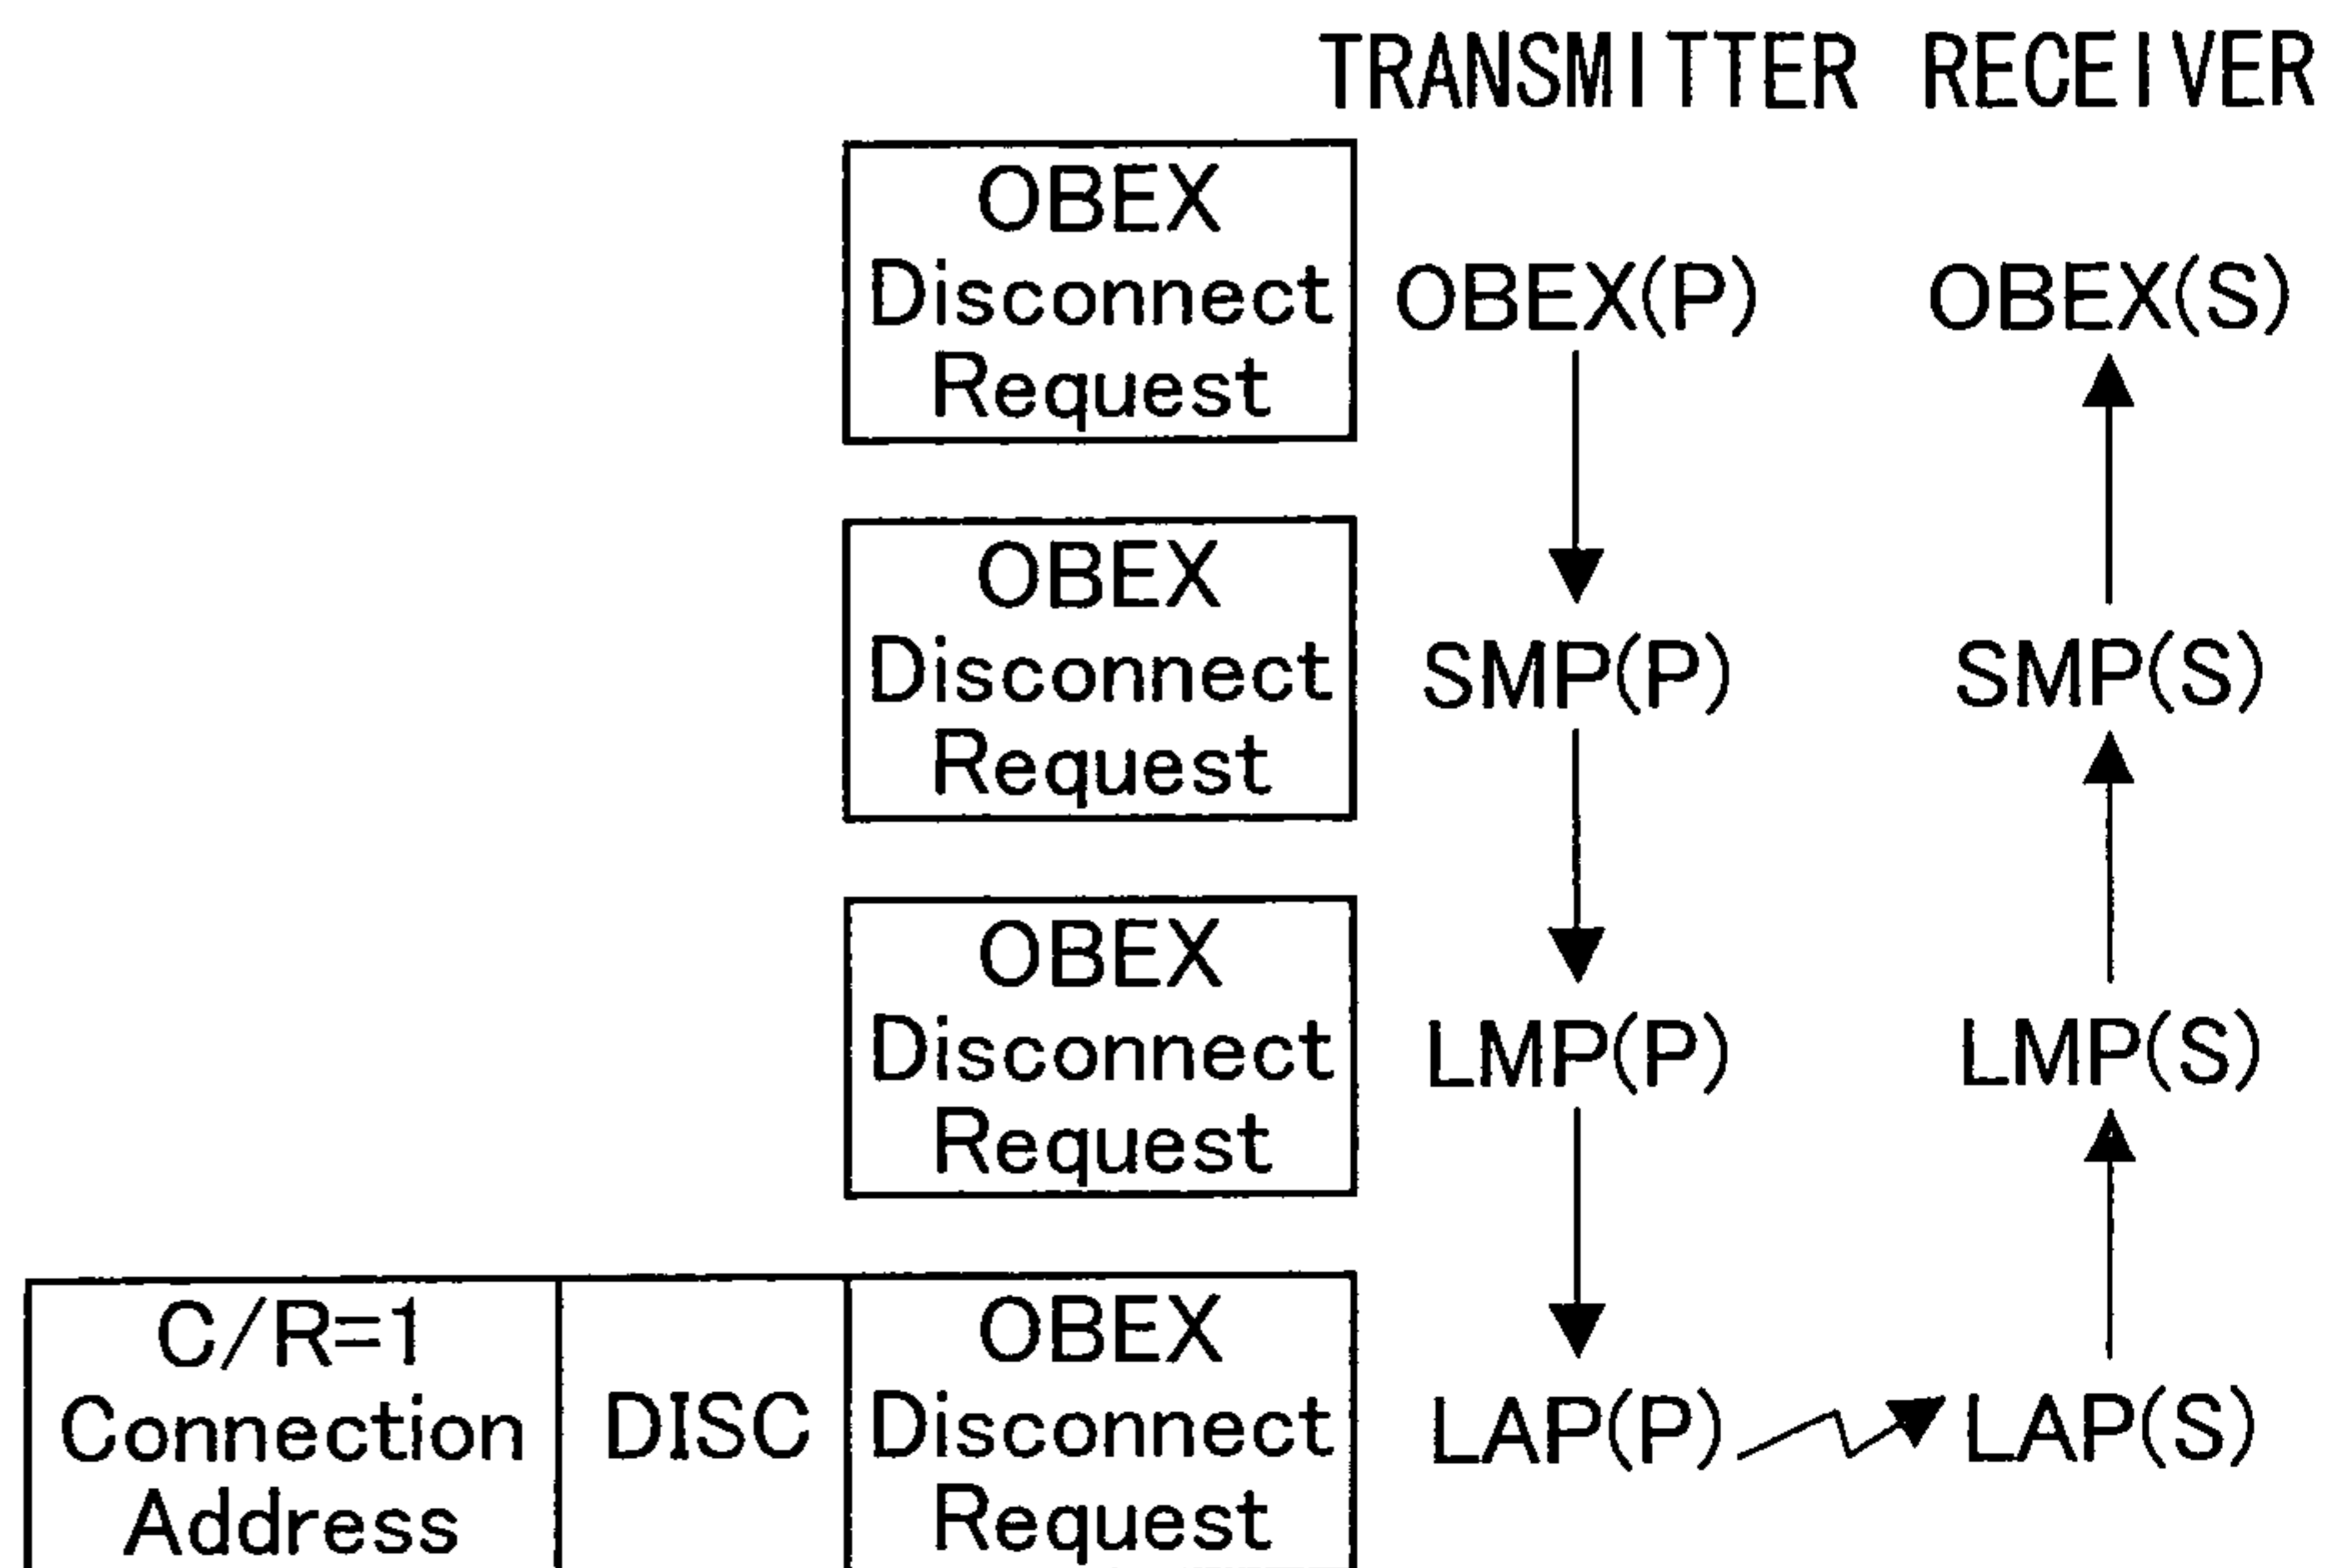 TRANSMITTER RECEIVER
OBEX
Disconnect
Request
OBEX(P)
OBEX(S)
OBEX
Disconnect
Request
SMP(P)
SMP(S)
OBEX
Disconnect
Request
LMP(P)
LMP(S)
C/R=1
Connection
Address
DISC
OBEX
Disconnect
Request
LAP(P)
LAP(S)